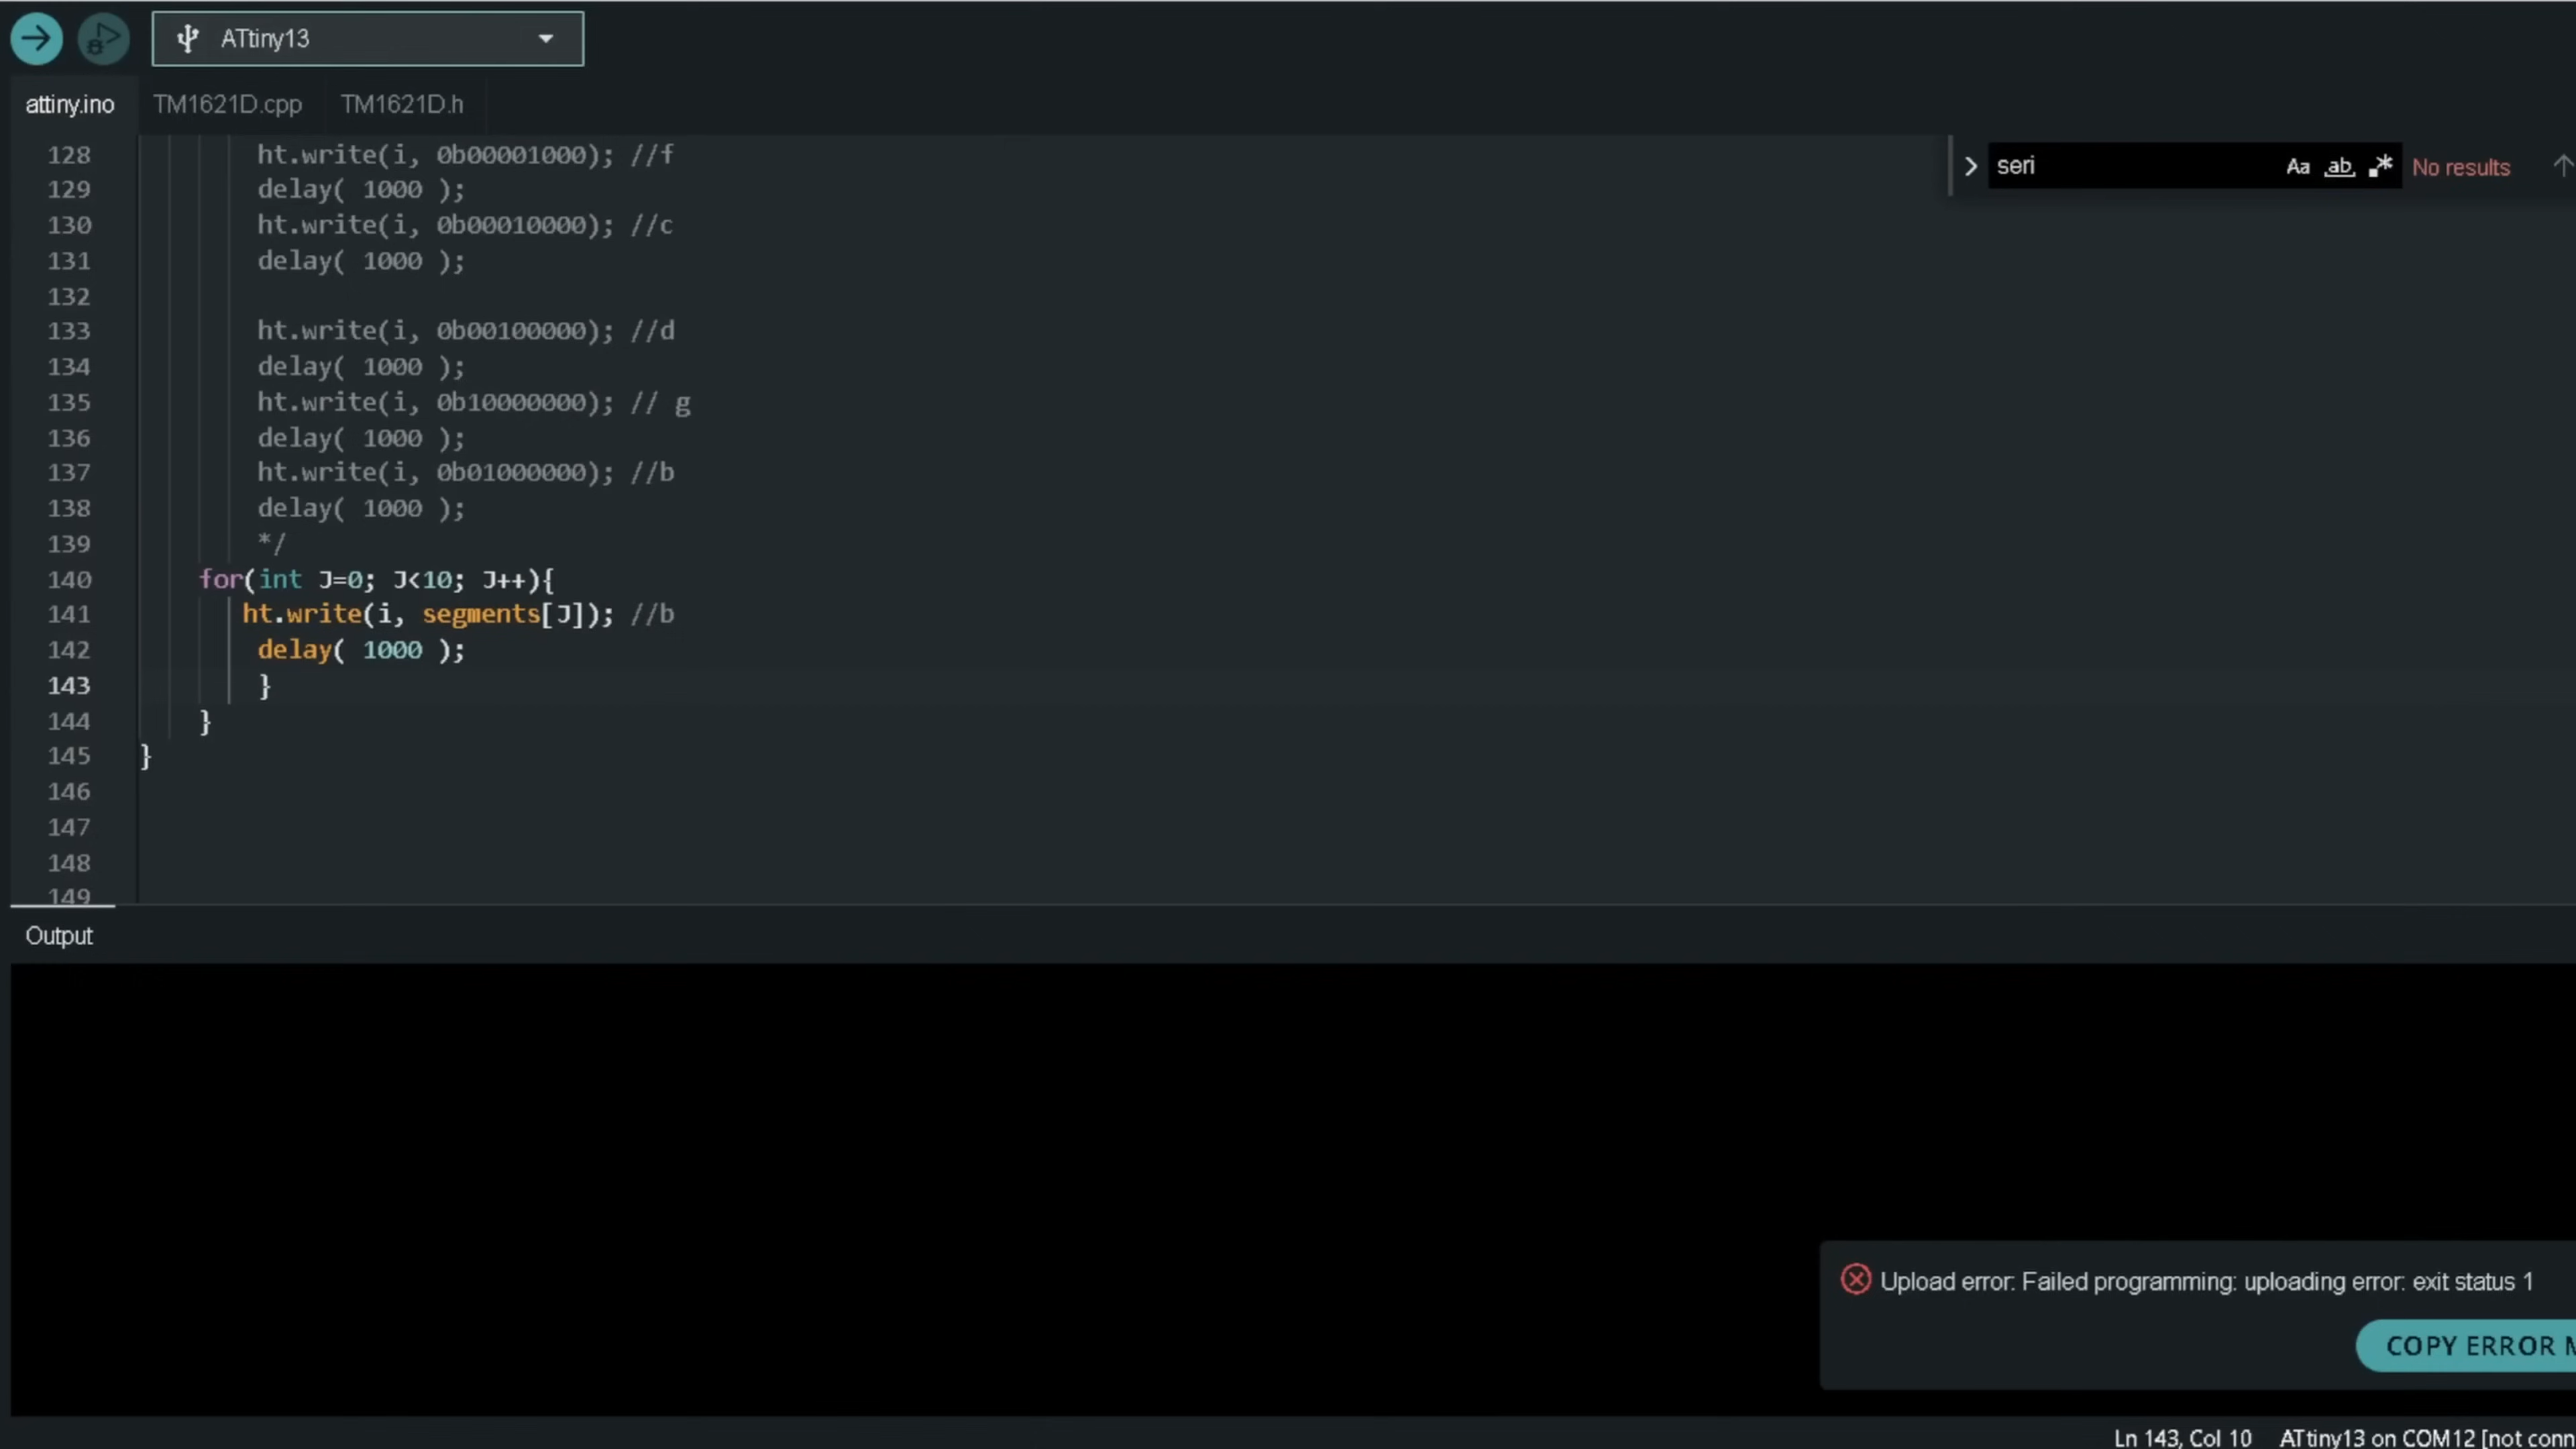 ATtiny13
attiny.ino TM1621D.cpp TM1621D.h
seri Aa ab No results
128 ht.write(i, 0b00001000); //f
129 delay( 1000 );
130 ht.write(i, 0b00010000); //c
131 delay( 1000 );
132
133 ht.write(i, 0b00100000); //d
134 delay( 1000 );
135 ht.write(i, 0b10000000); // g
136 delay( 1000 );
137 ht.write(i, 0b01000000); //b
138 delay( 1000 );
139 */
140 for(int J=0; J<10; J++){
141 ht.write(i, segments[J]); //b
142 delay( 1000 );
143 }
144 }
145 }
146
147
148
149
Output
Upload error: Failed programming: uploading error: exit status 1
COPY ERROR
Ln 143, Col 10 ATtiny13 on COM12 [not conn